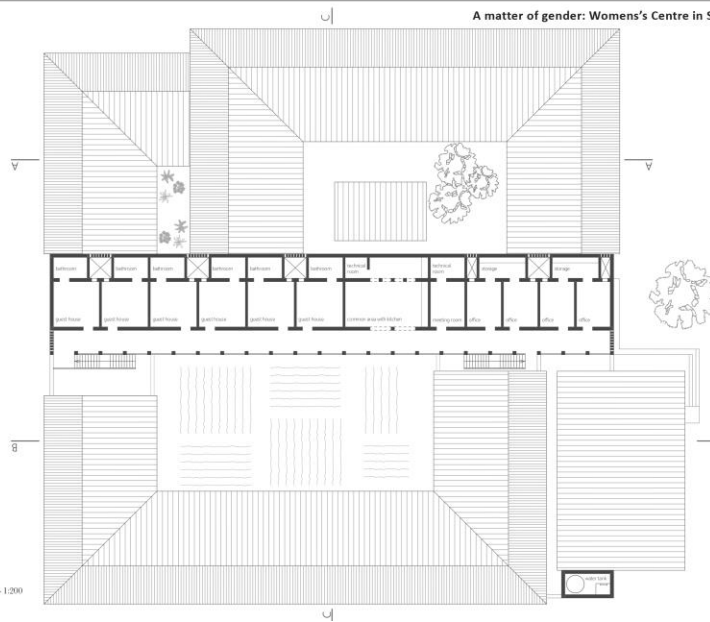 A matter of gender: Womens's Centre in S
C
A A
bathroom bathroom bathroom bathroom bathroom bathroom technical room technical room storage storage
guest house guest house guest house guest house guest house guest house common area with kitchen meeting room office office office office
B
water tank
1:200
C